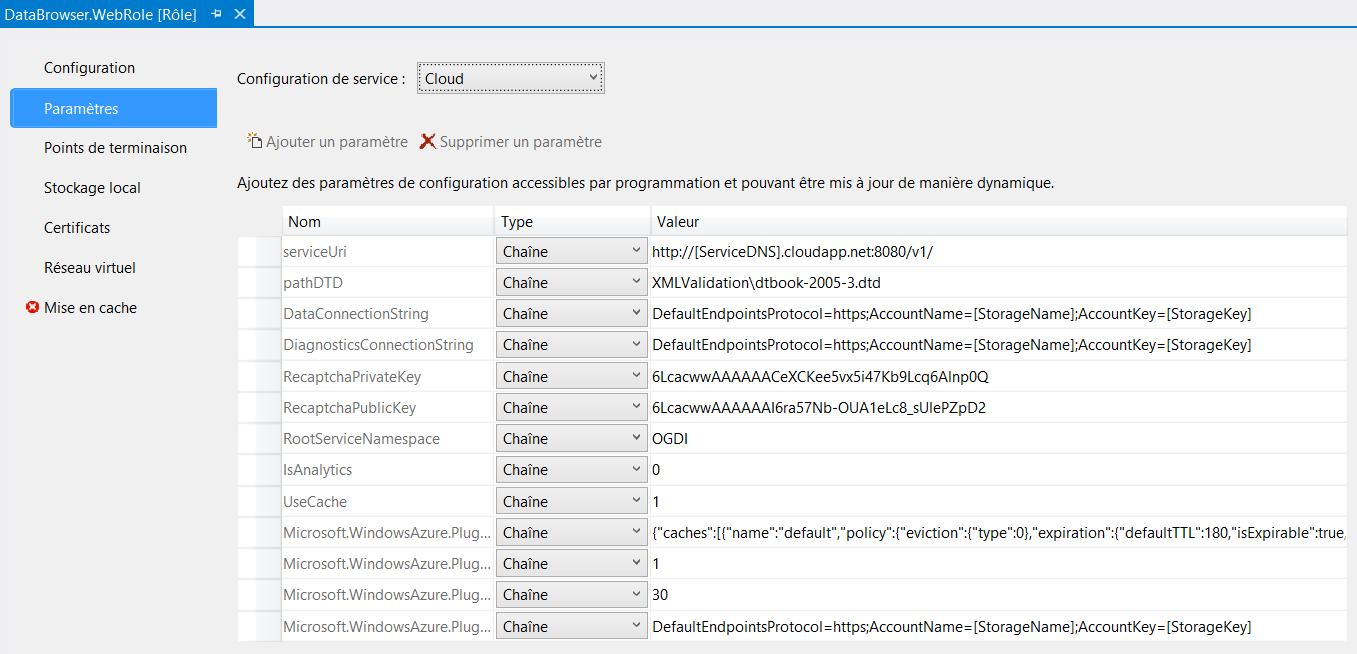 DataBrowser.WebRole [Rôle]
Configuration
Paramètres
Points de terminaison
Stockage local
Certificats
Réseau virtuel
Mise en cache
Configuration de service : Cloud
Ajouter un paramètre Supprimer un paramètre
Ajoutez des paramètres de configuration accessibles par programmation et pouvant être mis à jour de manière dynamique.
Nom Type Valeur
serviceUri Chaîne http://[ServiceDNS].cloudapp.net:8080/v1/
pathDTD Chaîne XMLValidation\dtbook-2005-3.dtd
DataConnectionString Chaîne DefaultEndpointsProtocol=https;AccountName=[StorageName];AccountKey=[StorageKey]
DiagnosticsConnectionString Chaîne DefaultEndpointsProtocol=https;AccountName=[StorageName];AccountKey=[StorageKey]
RecaptchaPrivateKey Chaîne 6LcacwwAAAAAACeXCKee5vx5i47Kb9Lcq6AInp0Q
RecaptchaPublicKey Chaîne 6LcacwwAAAAAAI6ra57Nb-OUA1eLc8_sUIePZpD2
RootServiceNamespace Chaîne OGDI
IsAnalytics Chaîne 0
UseCache Chaîne 1
Microsoft.WindowsAzure.Plug... Chaîne {"caches":[{"name":"default","policy":{"eviction":{"type":0},"expiration":{"defaultTTL":180,"isExpirable":true,
Microsoft.WindowsAzure.Plug... Chaîne 1
Microsoft.WindowsAzure.Plug... Chaîne 30
Microsoft.WindowsAzure.Plug... Chaîne DefaultEndpointsProtocol=https;AccountName=[StorageName];AccountKey=[StorageKey]